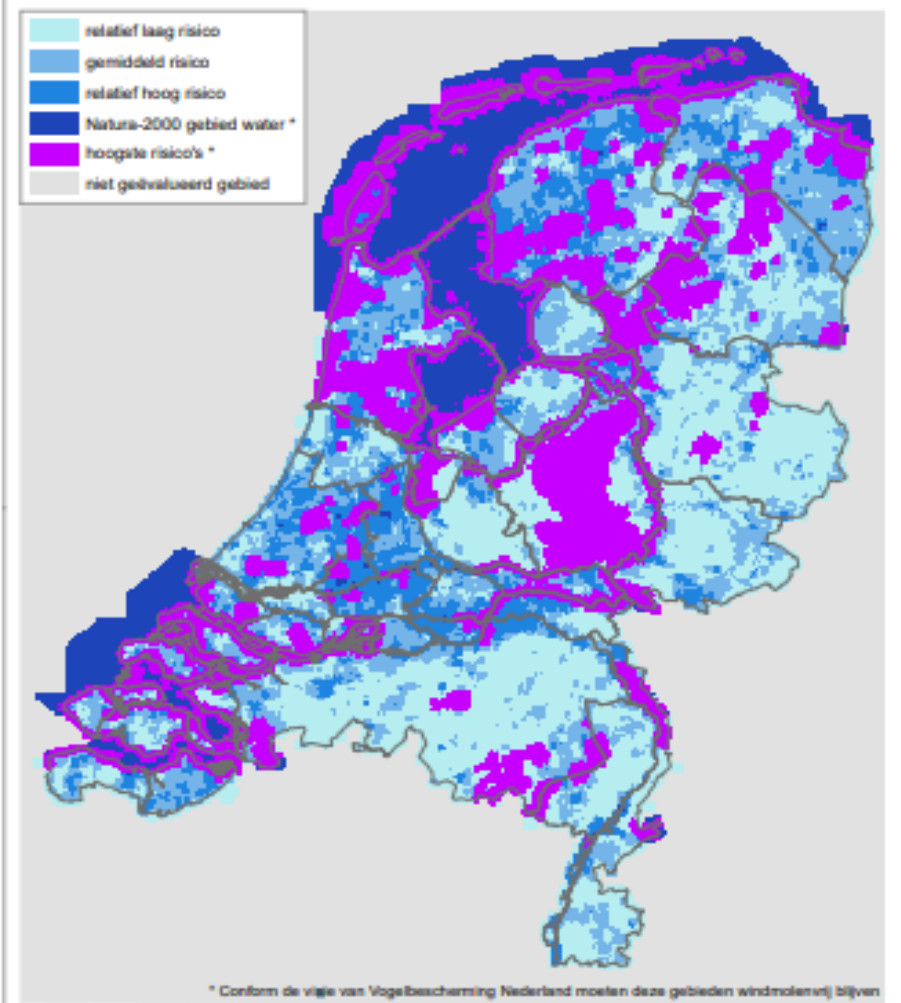 relatief laag risico
gemiddeld risico
relatief hoog risico
Natura-2000 gebied water *
hoogste risico's *
niet geëvalueerd gebied
* Conform de visie van Vogelbescherming Nederland moeten deze gebieden windmolenvrij blijven